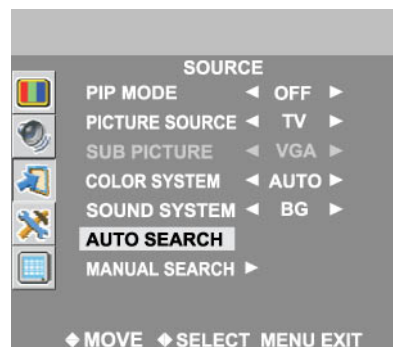 SOURCE
PIP MODE ◄ OFF ►
PICTURE SOURCE ◄ TV ►
SUB PICTURE ◄ VGA ►
COLOR SYSTEM ◄ AUTO ►
SOUND SYSTEM ◄ BG ►
AUTO SEARCH
MANUAL SEARCH ►
MOVE SELECT MENU EXIT